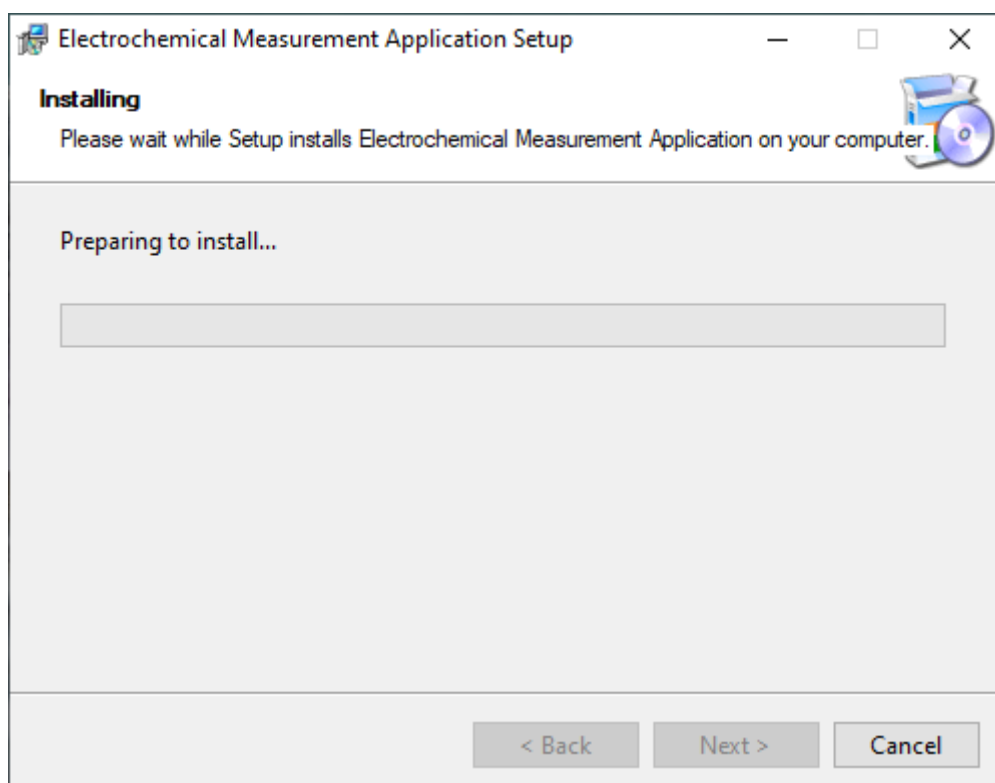 Electrochemical Measurement Application Setup
Installing
Please wait while Setup installs Electrochemical Measurement Application on your computer.
Preparing to install...
< Back
Next >
Cancel